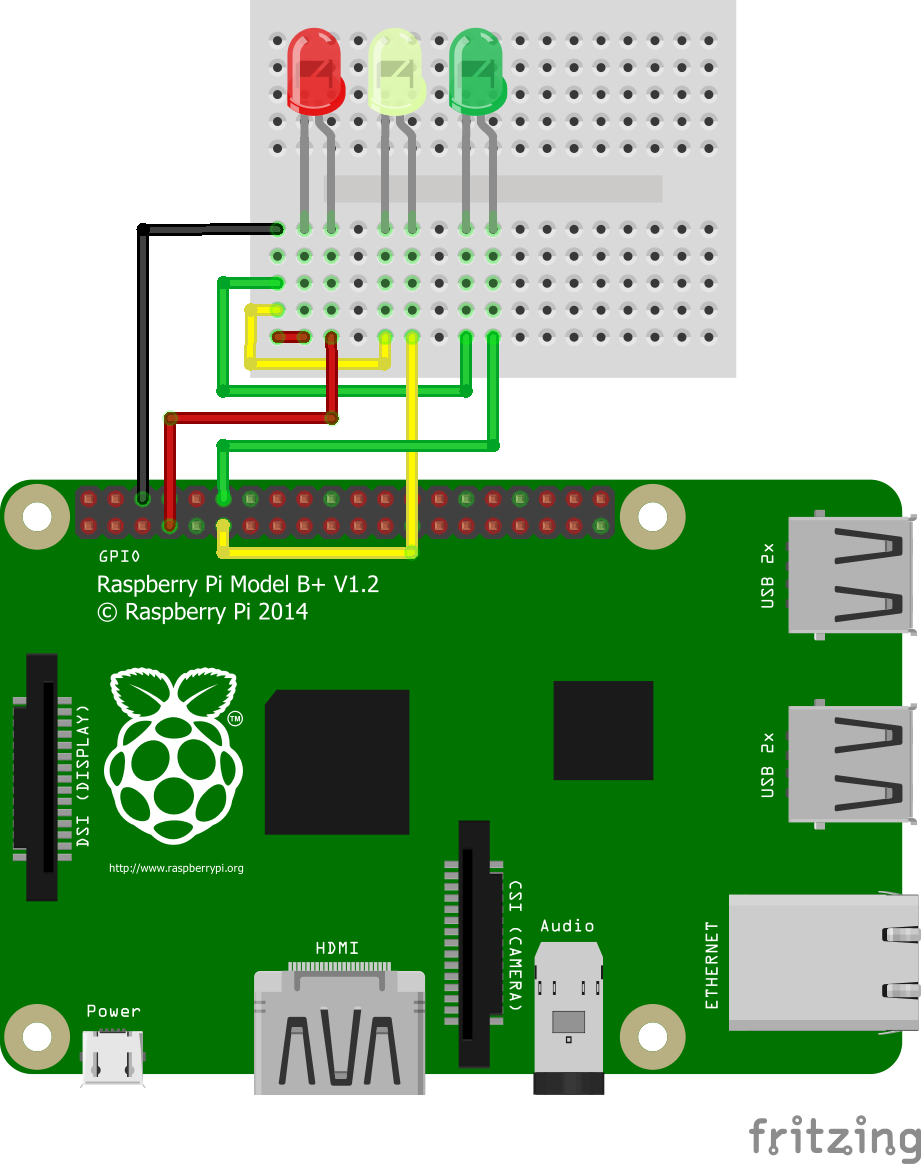 GPIO
Raspberry Pi Model B+ V1.2
© Raspberry Pi 2014
USB 2x
DSI (DISPLAY)
TM
USB 2x
http://www.raspberrypi.org
CSI (CAMERA)
Audio
ETHERNET
HDMI
Power
fritzing